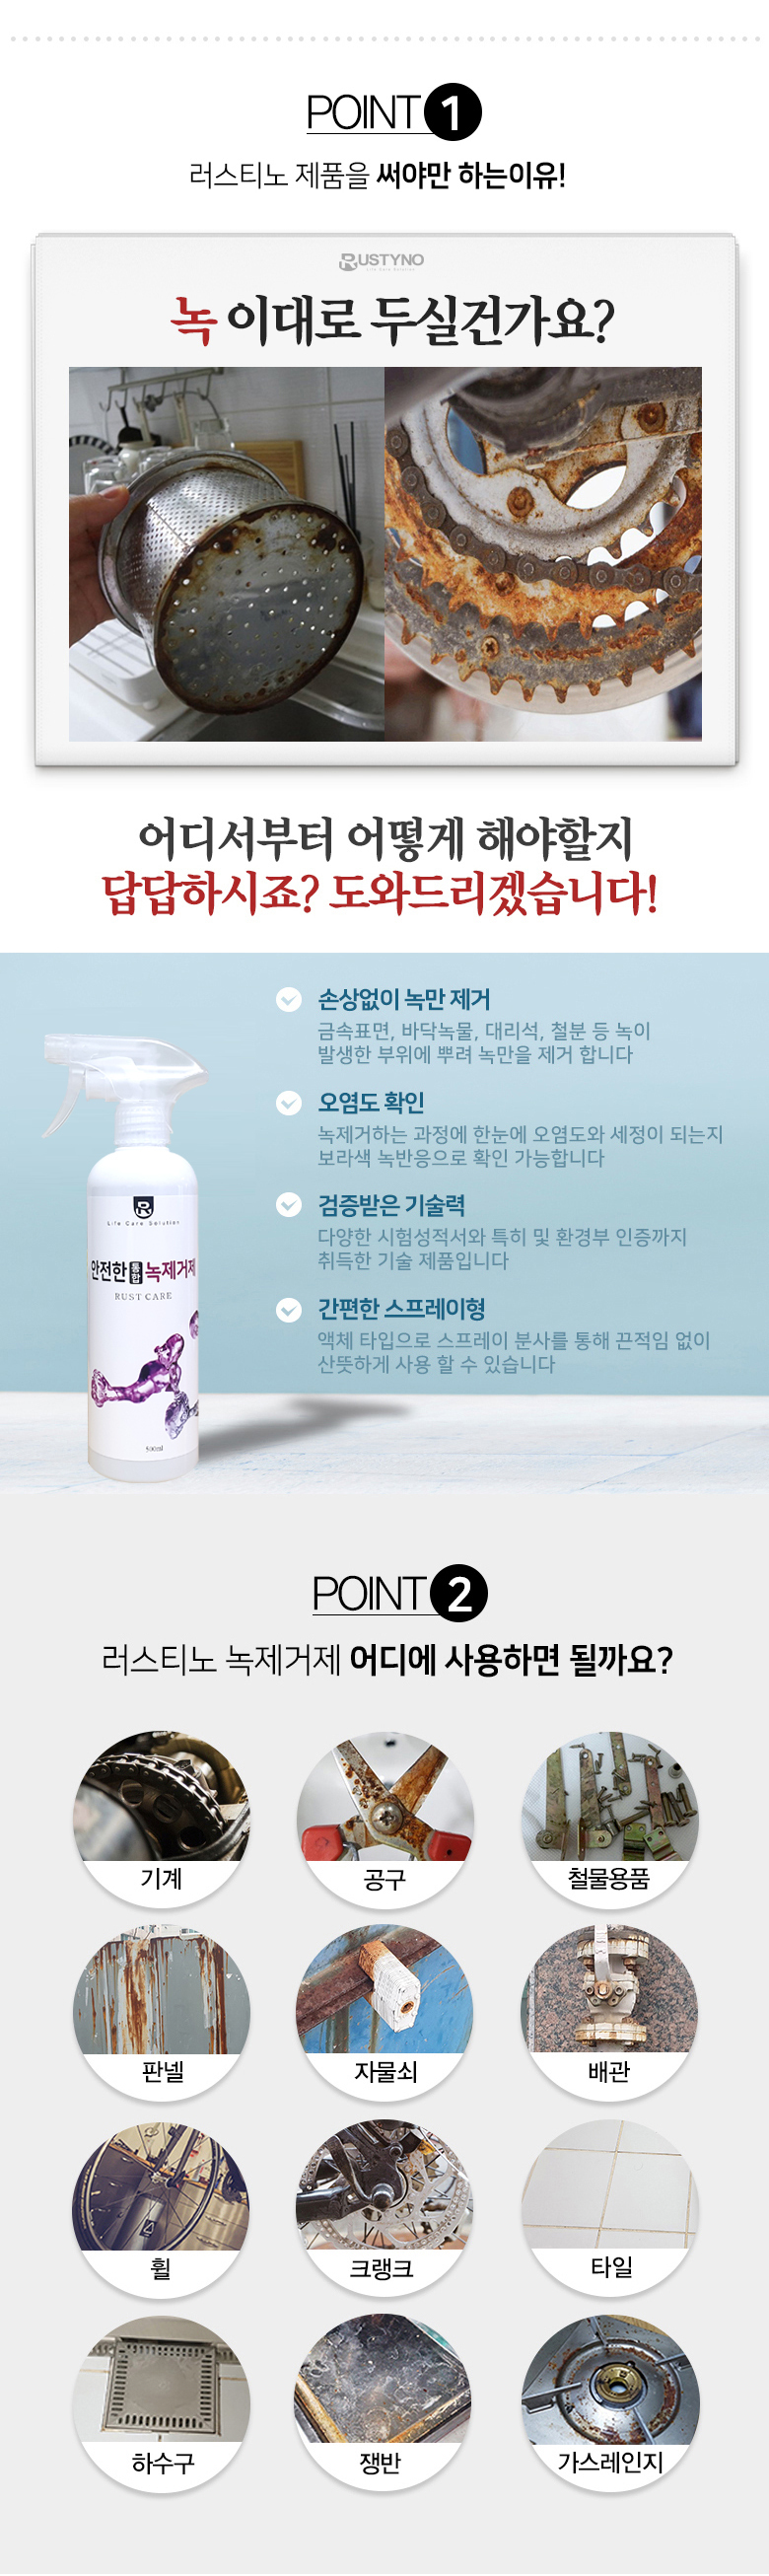 POINT 1
러스티노 제품을 써야만 하는이유!
RUSTYNO
Life Care Solution
녹 이대로 두실건가요?
어디서부터 어떻게 해야할지
답답하시죠? 도와드리겠습니다!
손상없이 녹만 제거
금속표면, 바닥녹물, 대리석, 철분 등 녹이
발생한 부위에 뿌려 녹만을 제거 합니다
오염도 확인
녹제거하는 과정에 한눈에 오염도와 세정이 되는지
보라색 녹반응으로 확인 가능합니다
검증받은 기술력
다양한 시험성적서와 특허 및 환경부 인증까지
취득한 기술 제품입니다
간편한 스프레이형
액체 타입으로 스프레이 분사를 통해 끈적임 없이
산뜻하게 사용 할 수 있습니다
R
Life Care Solution
안전한 통합 녹제거제
RUST CARE
500ml
POINT 2
러스티노 녹제거제 어디에 사용하면 될까요?
기계
공구
철물용품
판넬
자물쇠
배관
휠
크랭크
타일
하수구
쟁반
가스레인지